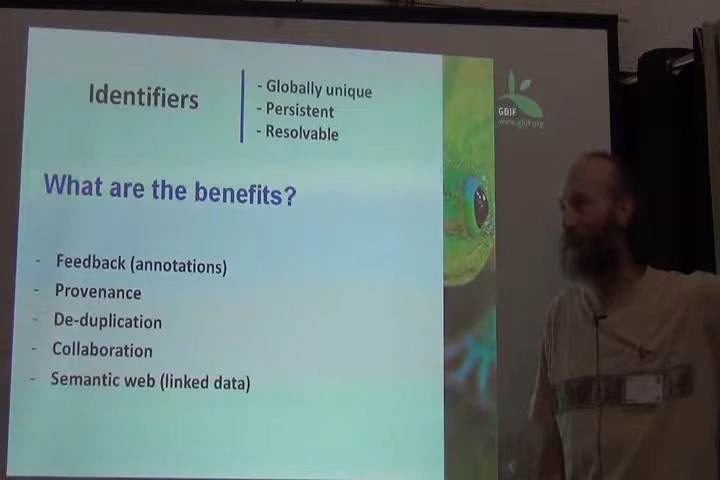 Identifiers
- Globally unique
- Persistent
- Resolvable
GBIF
www.gbif.org
What are the benefits?
- Feedback (annotations)
- Provenance
- De-duplication
- Collaboration
- Semantic web (linked data)